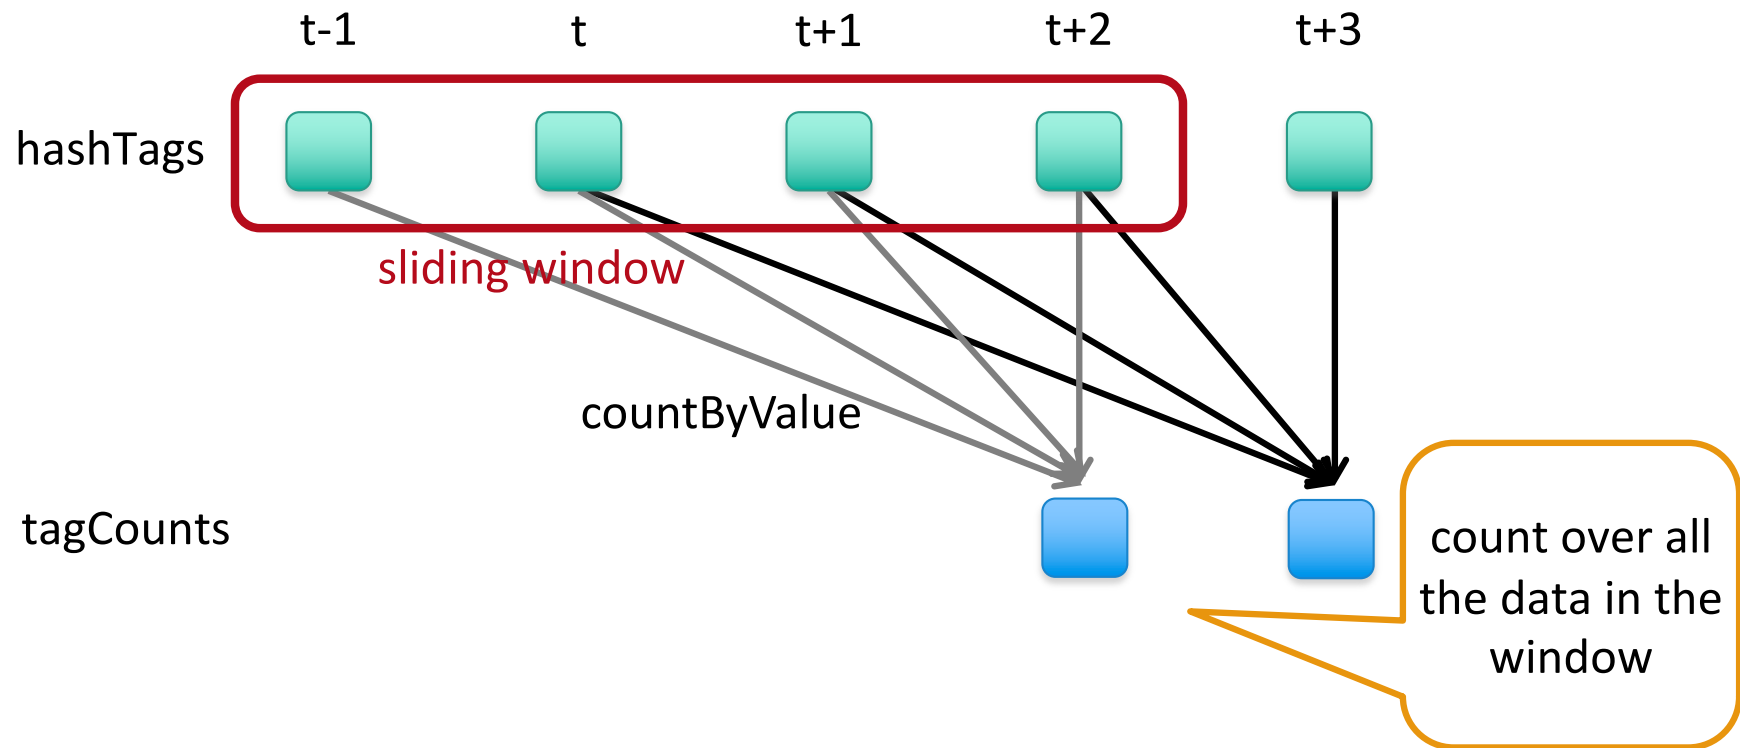 t-1 t t+1 t+2 t+3
hashTags
sliding window
countByValue
tagCounts
count over all
the data in the
window